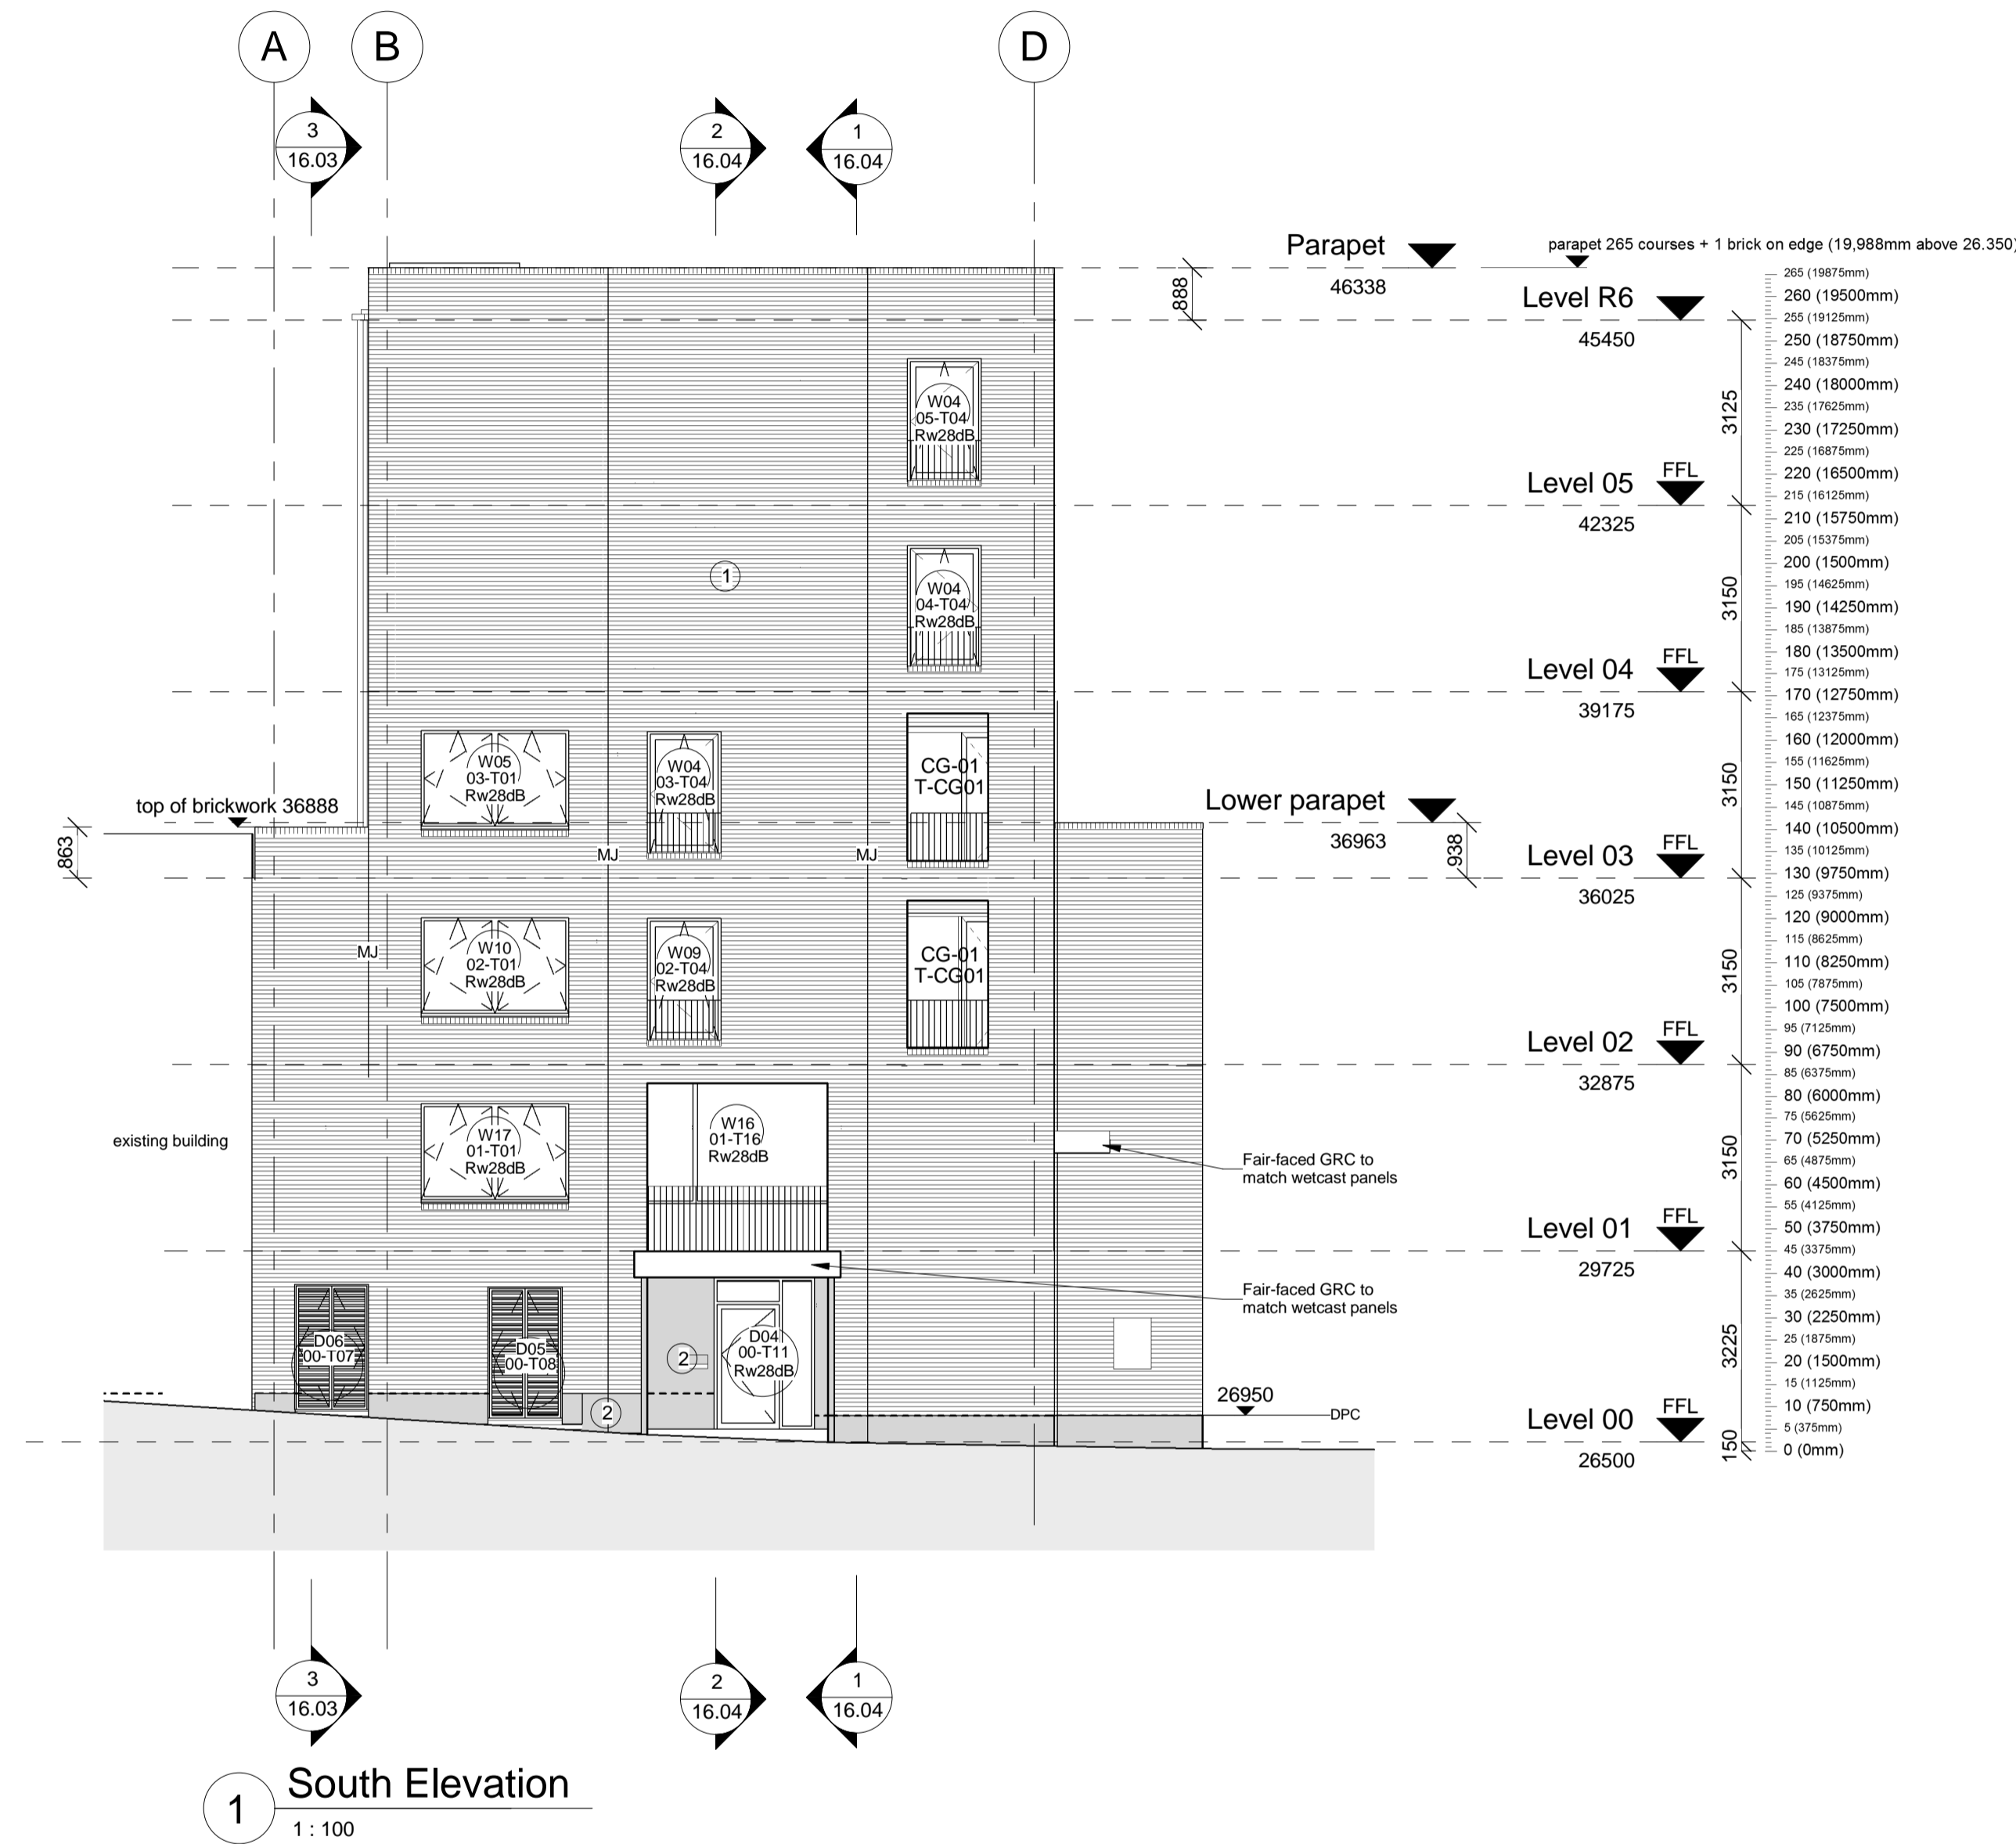 A
B
D
3
16.03
2
16.04
1
16.04
Parapet
46338
888
parapet 265 courses + 1 brick on edge (19,988mm above 26.350)
Level R6
45450
3125
Level 05
FFL
42325
3150
Level 04
FFL
39175
3150
Lower parapet
36963
938
Level 03
FFL
36025
3150
Level 02
FFL
32875
3150
Level 01
FFL
29725
3225
Level 00
FFL
26500
150
265 (19875mm)
260 (19500mm)
255 (19125mm)
250 (18750mm)
245 (18375mm)
240 (18000mm)
235 (17625mm)
230 (17250mm)
225 (16875mm)
220 (16500mm)
215 (16125mm)
210 (15750mm)
205 (15375mm)
200 (1500mm)
195 (14625mm)
190 (14250mm)
185 (13875mm)
180 (13500mm)
175 (13125mm)
170 (12750mm)
165 (12375mm)
160 (12000mm)
155 (11625mm)
150 (11250mm)
145 (10875mm)
140 (10500mm)
135 (10125mm)
130 (9750mm)
125 (9375mm)
120 (9000mm)
115 (8625mm)
110 (8250mm)
105 (7875mm)
100 (7500mm)
95 (7125mm)
90 (6750mm)
85 (6375mm)
80 (6000mm)
75 (5625mm)
70 (5250mm)
65 (4875mm)
60 (4500mm)
55 (4125mm)
50 (3750mm)
45 (3375mm)
40 (3000mm)
35 (2625mm)
30 (2250mm)
25 (1875mm)
20 (1500mm)
15 (1125mm)
10 (750mm)
5 (375mm)
0 (0mm)
W04
05-T04
Rw28dB
1
W04
04-T04
Rw28dB
W05
03-T01
Rw28dB
W04
03-T04
Rw28dB
CG-01
T-CG01
top of brickwork 36888
863
MJ
MJ
MJ
W10
02-T01
Rw28dB
W09
02-T04
Rw28dB
CG-01
T-CG01
existing building
W17
01-T01
Rw28dB
W16
01-T16
Rw28dB
Fair-faced GRC to
match wetcast panels
Fair-faced GRC to
match wetcast panels
D06
00-T07
D05
00-T08
2
2
D04
00-T11
Rw28dB
26950
DPC
3
16.03
2
16.04
1
16.04
1
South Elevation
1 : 100